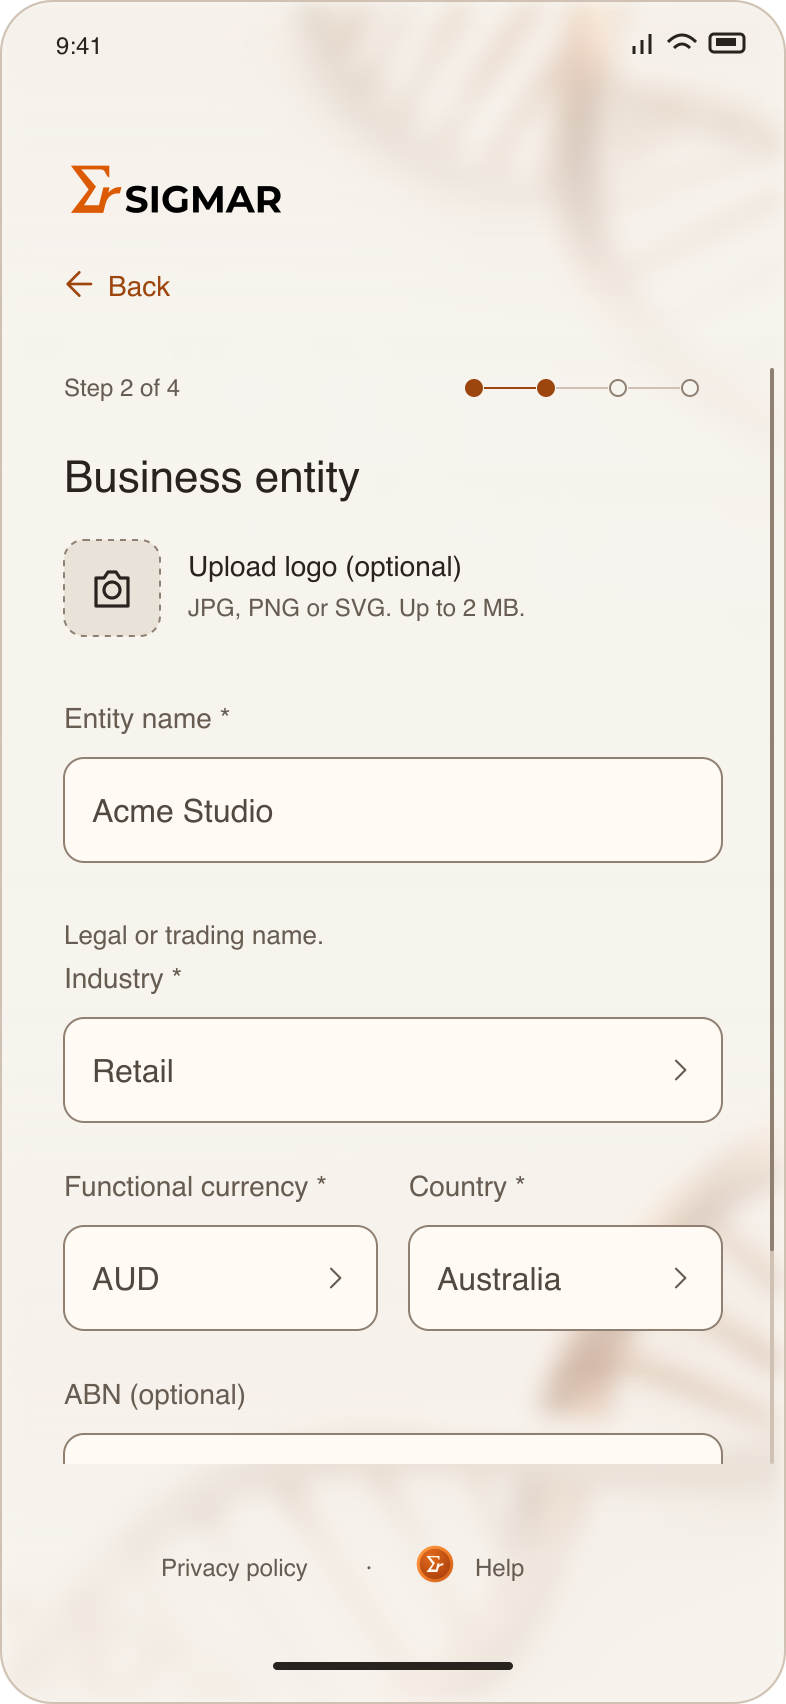 9:41
Σr SIGMAR
Back
Step 2 of 4
Business entity
Upload logo (optional)
JPG, PNG or SVG. Up to 2 MB.
Entity name *
Acme Studio
Legal or trading name.
Industry *
Retail
Functional currency * Country *
AUD Australia
ABN (optional)
Privacy policy · Σr Help